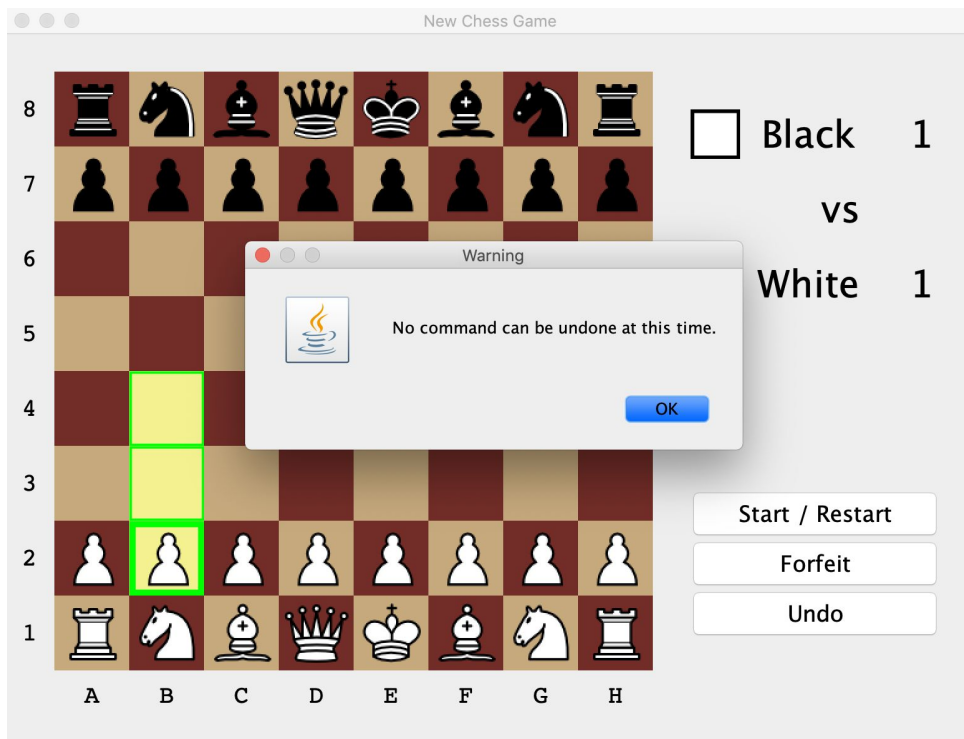 New Chess Game
8
Black 1
7
vs
6
Warning
White 1
No command can be undone at this time.
5
OK
4
3
Start / Restart
2
Forfeit
Undo
1
A B C D E F G H